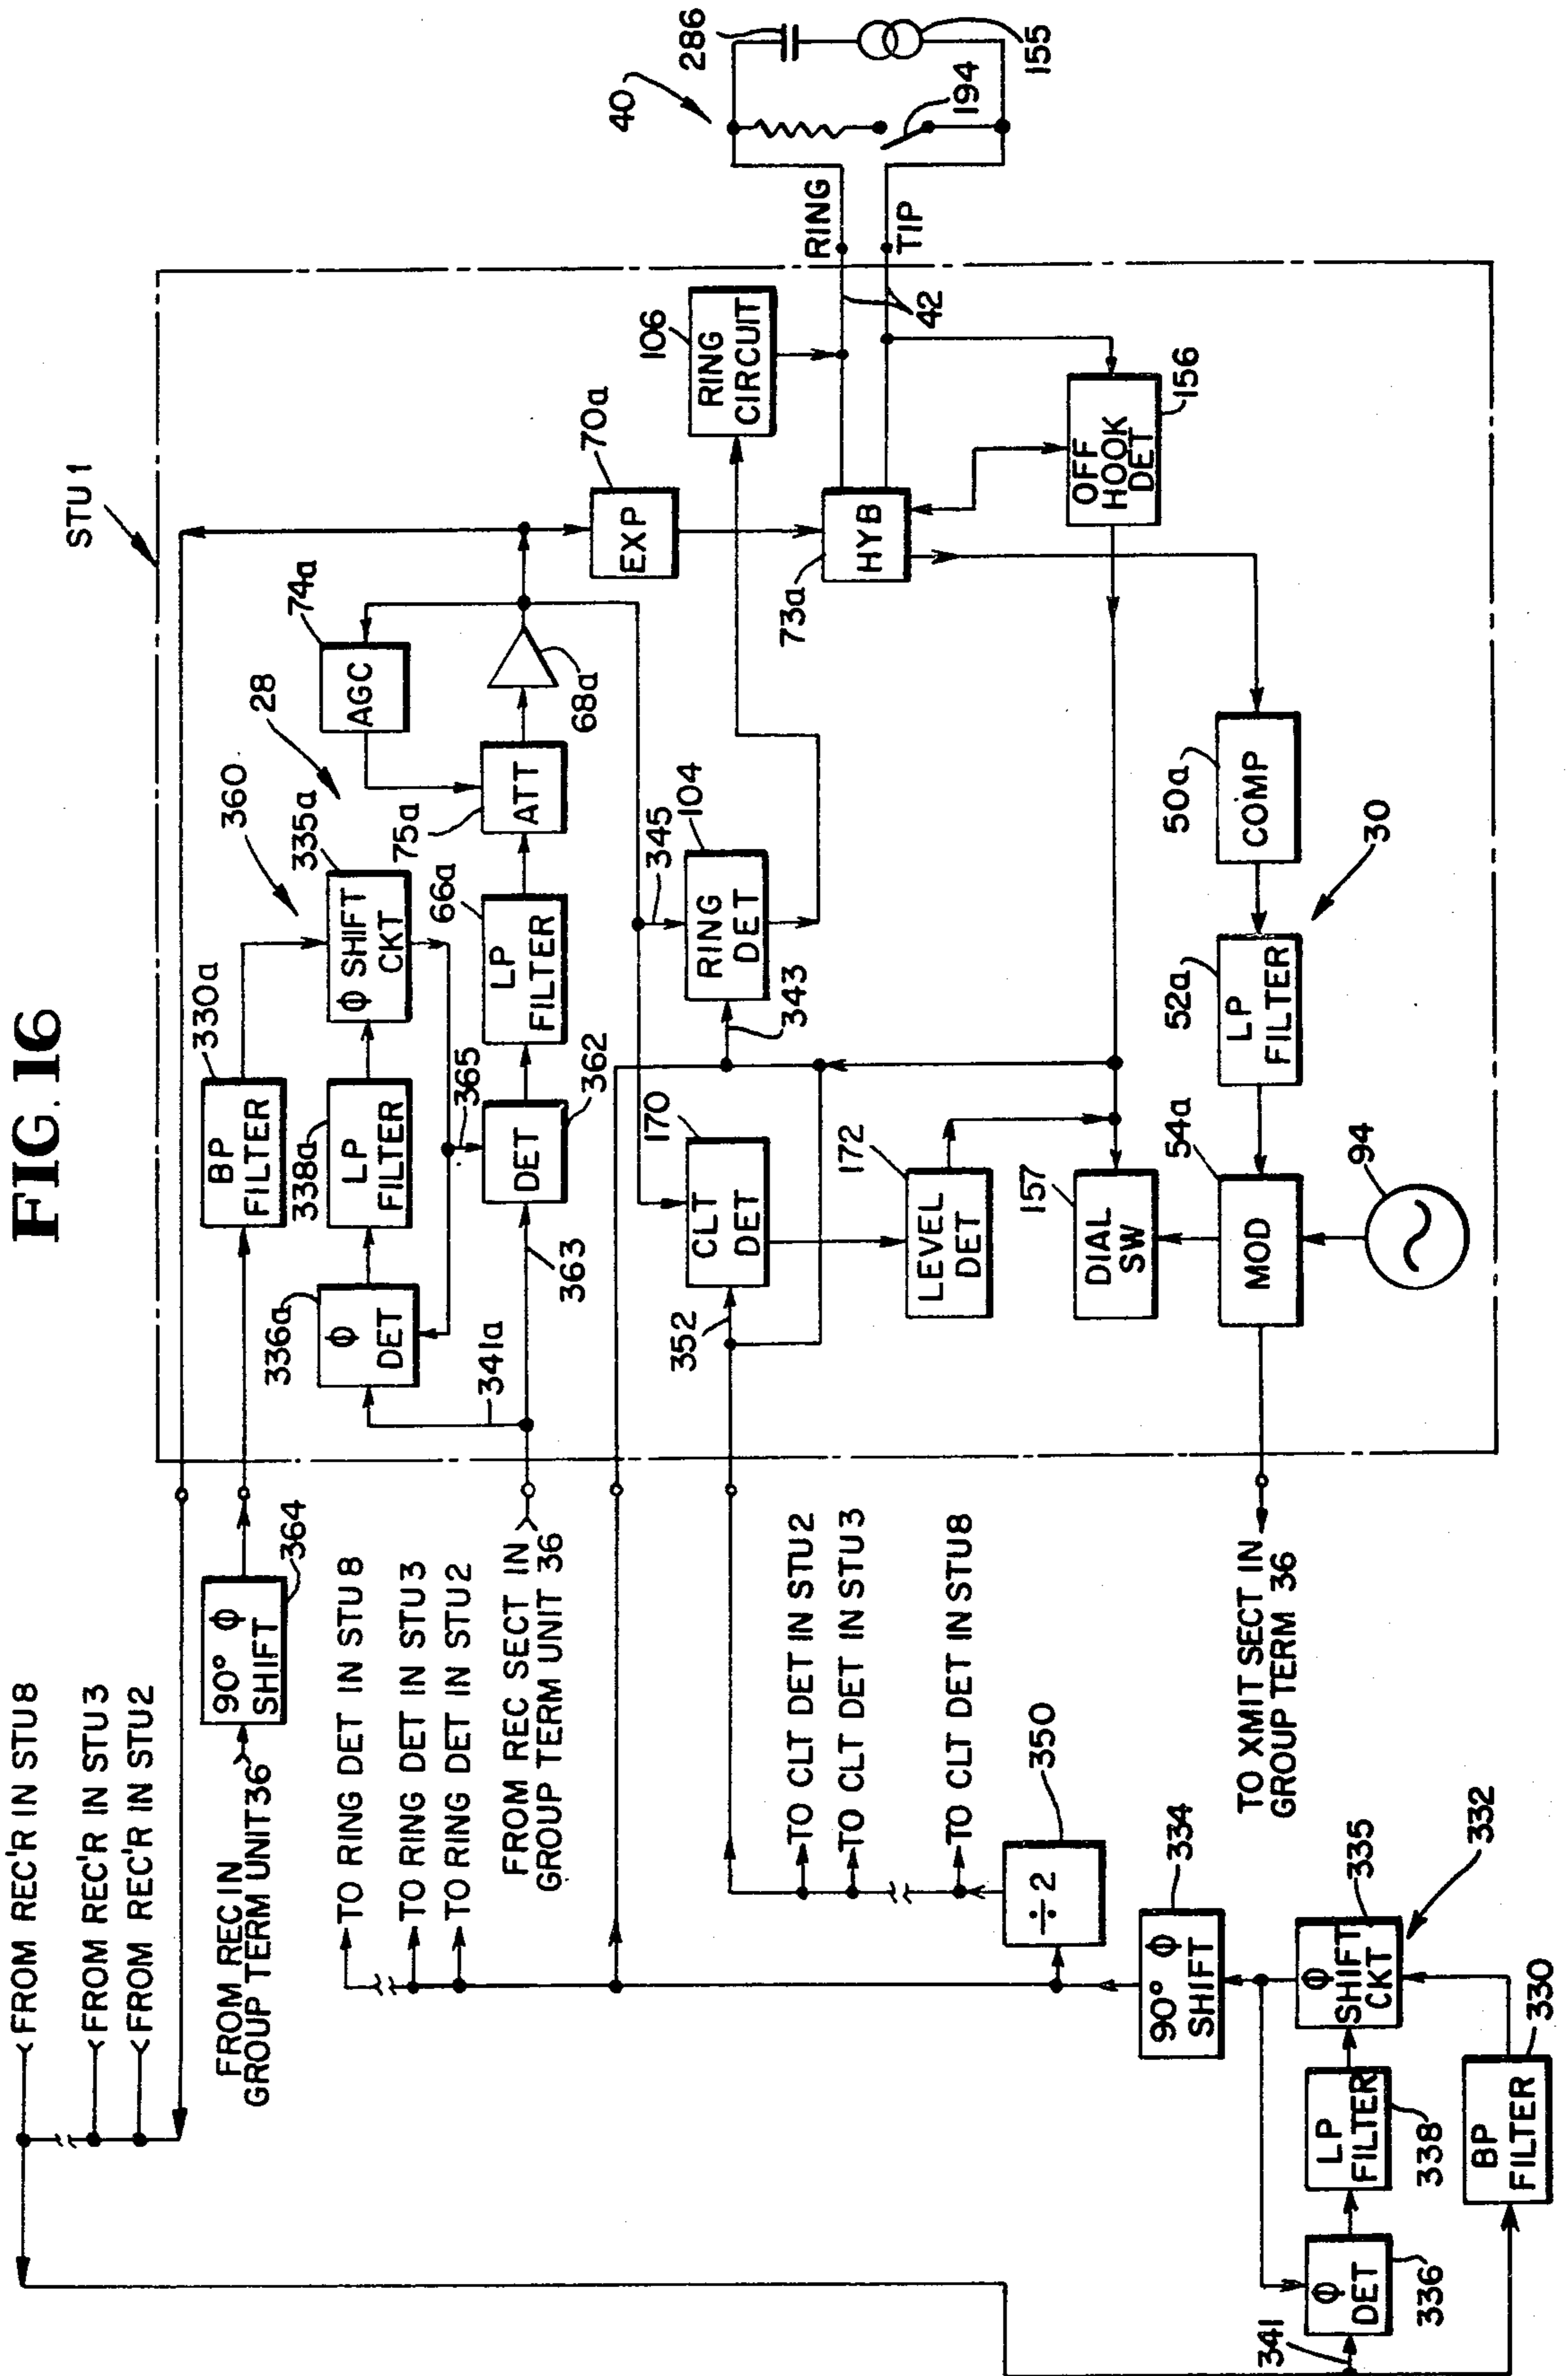 FIG. 16
STU 1
FROM REC'R IN STU 8
FROM REC'R IN STU 3
FROM REC'R IN STU 2
FROM REC IN
GROUP TERM UNIT 36
90° Φ
SHIFT
364
BP
FILTER
330a
360
28
336a
Φ
DET
LP
FILTER
338a
Φ SHIFT
CKT
335a
AGC
74a
341a
365
363
DET
362
LP
FILTER
66a
ATT
75a
68a
EXP
70a
TO RING DET IN STU 8
TO RING DET IN STU 3
TO RING DET IN STU 2
FROM REC SECT IN
GROUP TERM UNIT 36
345
104
RING
DET
343
106
RING
CIRCUIT
352
CLT
DET
170
LEVEL
DET
172
HYB
73a
RING
TIP
42
40
286
194
155
OFF
HOOK
DET
156
TO CLT DET IN STU 2
TO CLT DET IN STU 3
TO CLT DET IN STU 8
÷2
350
157
DIAL
SW
MOD
54a
94
LP
FILTER
52a
COMP
50a
30
TO XMIT SECT IN
GROUP TERM 36
90° Φ
SHIFT
334
341
Φ
DET
336
LP
FILTER
338
Φ
SHIFT
CKT
335
332
BP
FILTER
330